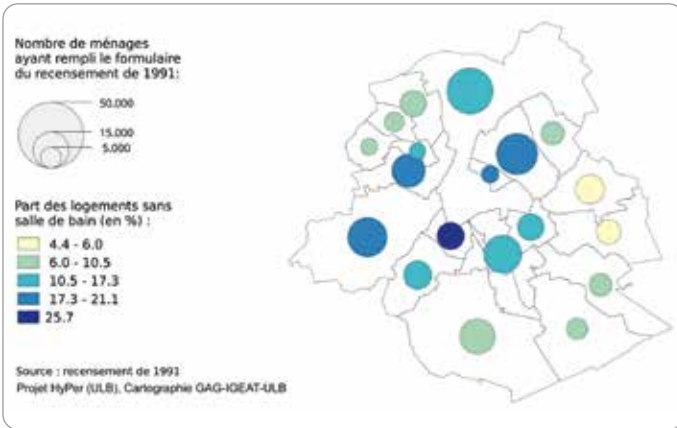 Nombre de ménages
ayant rempli le formulaire
du recensement de 1991:
50,000
15,000
5,000
Part des logements sans
salle de bain (en %) :
4.4 - 6.0
6.0 - 10.5
10.5 - 17.3
17.3 - 21.1
25.7
Source : recensement de 1991
Projet HyPer (ULB), Cartographie GAG-IGEAT-ULB